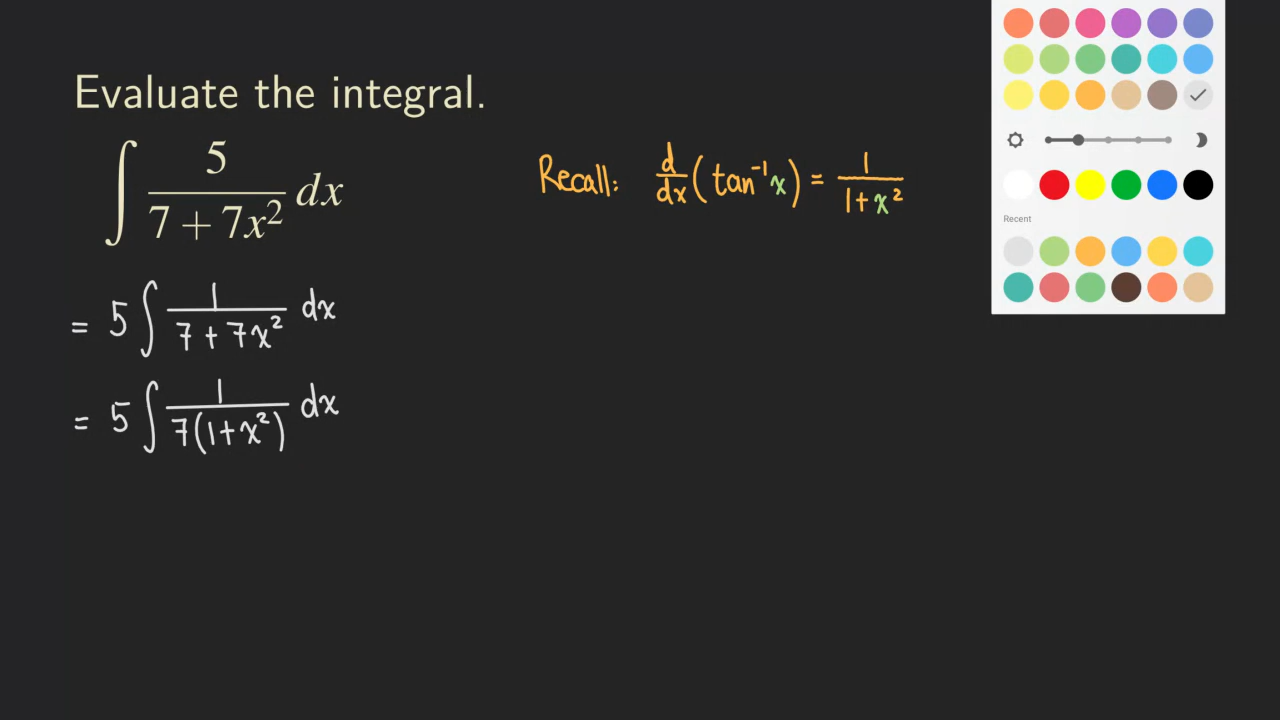 Evaluate the integral.
∫ 5/(7 + 7x²) dx
Recall: d/dx (tan⁻¹x) = 1/(1+x²)
= 5 ∫ 1/(7 + 7x²) dx
= 5 ∫ 1/(7(1+x²)) dx
Recent